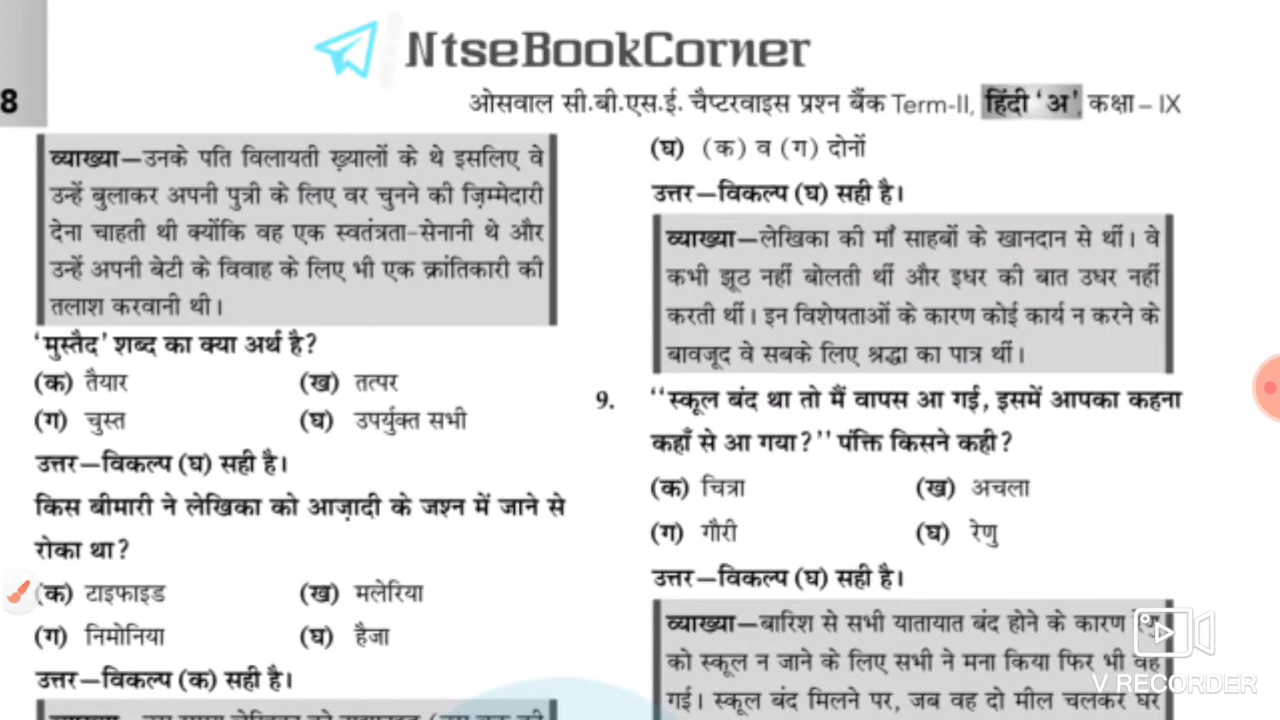 NtseBookCorner
8
ओसवाल सी.बी.एस.ई. चैप्टरवाइस प्रश्न बैंक Term-II, हिंदी 'अ', कक्षा – IX
व्याख्या—उनके पति विलायती ख़्यालों के थे इसलिए वे
उन्हें बुलाकर अपनी पुत्री के लिए वर चुनने की ज़िम्मेदारी
देना चाहती थी क्योंकि वह एक स्वतंत्रता-सेनानी थे और
उन्हें अपनी बेटी के विवाह के लिए भी एक क्रांतिकारी की
तलाश करवानी थी।
'मुस्तैद' शब्द का क्या अर्थ है?
(क) तैयार (ख) तत्पर
(ग) चुस्त (घ) उपर्युक्त सभी
उत्तर—विकल्प (घ) सही है।
किस बीमारी ने लेखिका को आज़ादी के जश्न में जाने से
रोका था?
(क) टाइफाइड (ख) मलेरिया
(ग) निमोनिया (घ) हैजा
उत्तर—विकल्प (क) सही है।
(घ) (क) व (ग) दोनों
उत्तर—विकल्प (घ) सही है।
व्याख्या—लेखिका की माँ साहबों के खानदान से थीं। वे
कभी झूठ नहीं बोलती थीं और इधर की बात उधर नहीं
करती थीं। इन विशेषताओं के कारण कोई कार्य न करने के
बावजूद वे सबके लिए श्रद्धा का पात्र थीं।
9. "स्कूल बंद था तो मैं वापस आ गई, इसमें आपका कहना
कहाँ से आ गया?" पंक्ति किसने कही?
(क) चित्रा (ख) अचला
(ग) गौरी (घ) रेणु
उत्तर—विकल्प (घ) सही है।
व्याख्या—बारिश से सभी यातायात बंद होने के कारण रेणु
को स्कूल न जाने के लिए सभी ने मना किया फिर भी वह
गई। स्कूल बंद मिलने पर, जब वह दो मील चलकर घर
V RECORDER